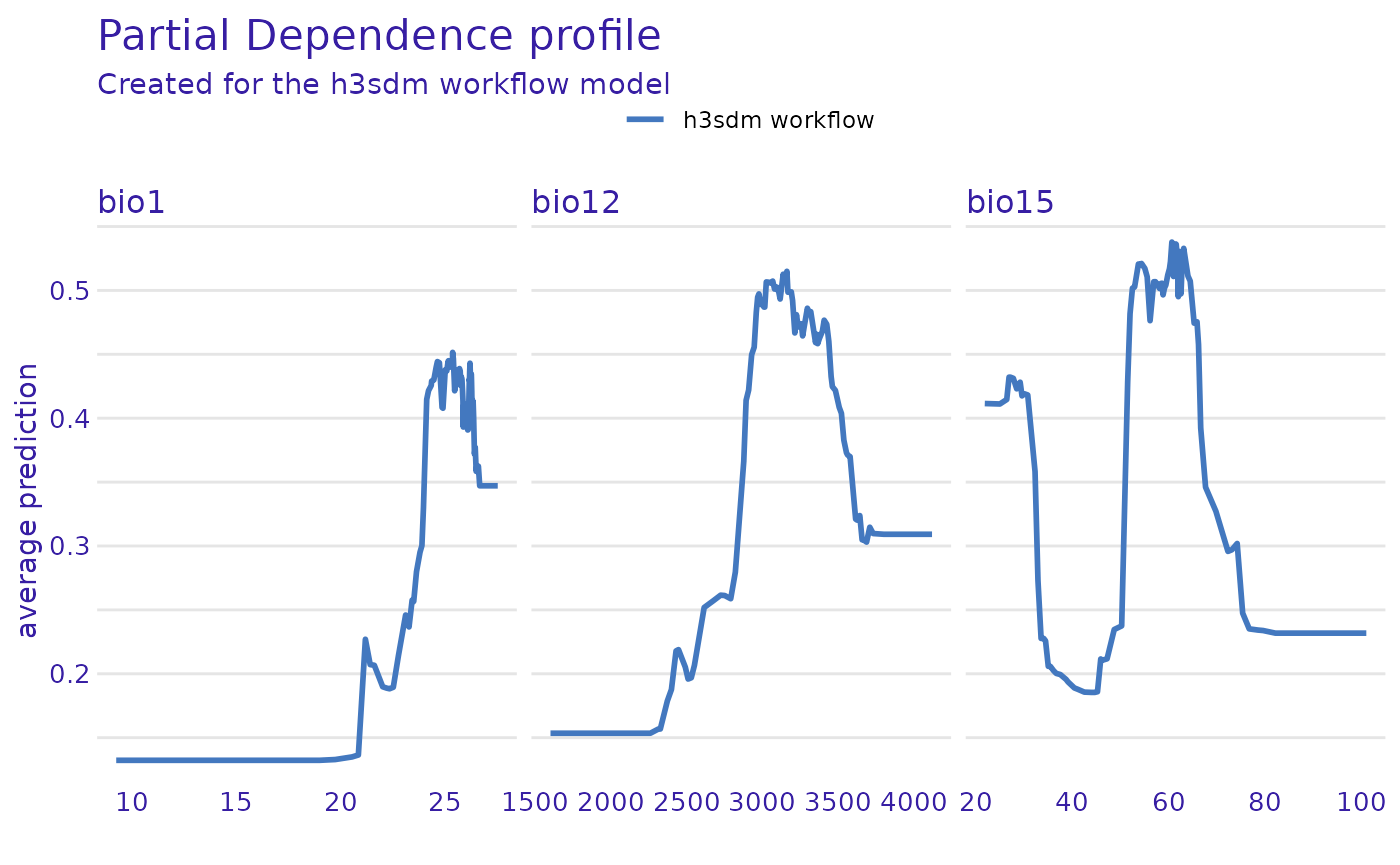 Partial Dependence profile
Created for the h3sdm workflow model
h3sdm workflow
bio1 bio12 bio15
average prediction
0.5
0.4
0.3
0.2
10 15 20 25 1500 2000 2500 3000 3500 4000 20 40 60 80 100